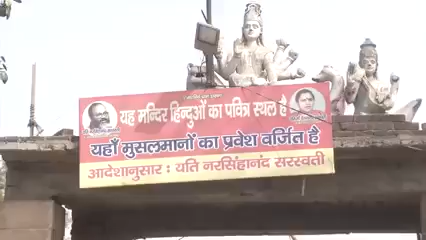 यह मन्दिर हिन्दुओं का पवित्र स्थल है
यहाँ मुसलमानों का प्रवेश वर्जित है
आदेशानुसार : यति नरसिंहानंद सरस्वती